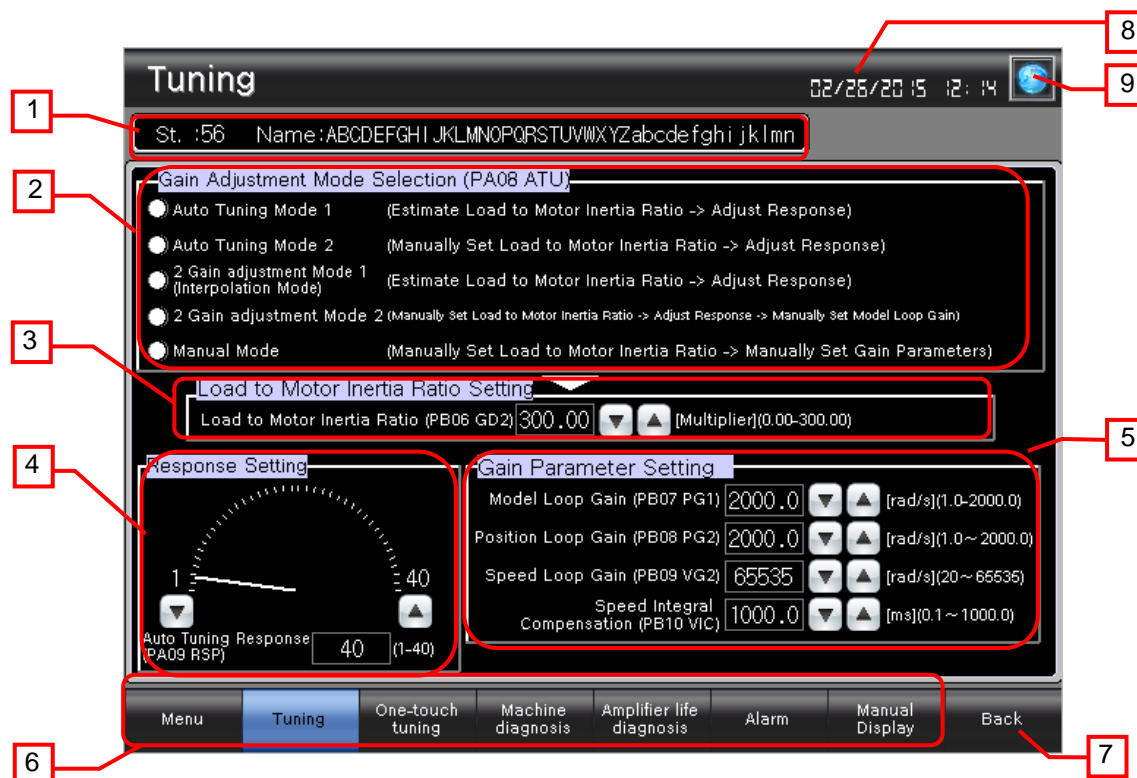 8
Tuning
02/26/2015 12:14
9
1
St. :56 Name:ABCDEFGHIJKLMNOPQRSTUVWXYZabcdefghijklmn
2
Gain Adjustment Mode Selection (PA08 ATU)
Auto Tuning Mode 1 (Estimate Load to Motor Inertia Ratio -> Adjust Response)
Auto Tuning Mode 2 (Manually Set Load to Motor Inertia Ratio -> Adjust Response)
2 Gain adjustment Mode 1
(Interpolation Mode)
(Estimate Load to Motor Inertia Ratio -> Adjust Response)
2 Gain adjustment Mode 2 (Manually Set Load to Motor Inertia Ratio -> Adjust Response -> Manually Set Model Loop Gain)
3
Manual Mode (Manually Set Load to Motor Inertia Ratio -> Manually Set Gain Parameters)
Load to Motor Inertia Ratio Setting
Load to Motor Inertia Ratio (PB06 GD2) 300.00 [Multiplier](0.00-300.00)
5
4
Response Setting
1
40
Auto Tuning Response
(PA09 RSP)
40 (1-40)
Gain Parameter Setting
Model Loop Gain (PB07 PG1) 2000.0 [rad/s](1.0-2000.0)
Position Loop Gain (PB08 PG2) 2000.0 [rad/s](1.0~2000.0)
Speed Loop Gain (PB09 VG2) 65535 [rad/s](20~65535)
Speed Integral
Compensation (PB10 VIC) 1000.0 [ms](0.1~1000.0)
Menu
Tuning
One-touch
tuning
Machine
diagnosis
Amplifier life
diagnosis
Alarm
Manual
Display
Back
6
7